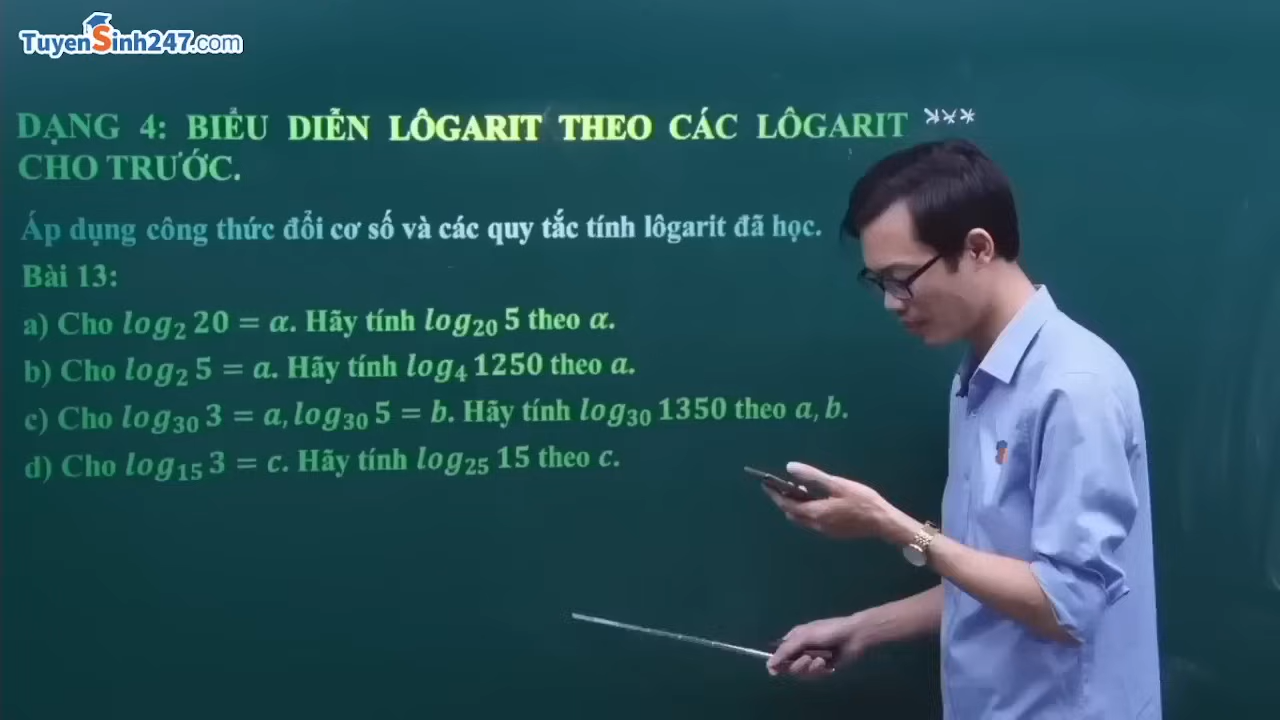 TuyenSinh247.com
DẠNG 4: BIỂU DIỄN LÔGARIT THEO CÁC LÔGARIT ***
CHO TRƯỚC.
Áp dụng công thức đổi cơ số và các quy tắc tính lôgarit đã học.
Bài 13:
a) Cho log₂ 20 = α. Hãy tính log₂₀ 5 theo α.
b) Cho log₂ 5 = a. Hãy tính log₄ 1250 theo a.
c) Cho log₃₀ 3 = a, log₃₀ 5 = b. Hãy tính log₃₀ 1350 theo a, b.
d) Cho log₁₅ 3 = c. Hãy tính log₂₅ 15 theo c.